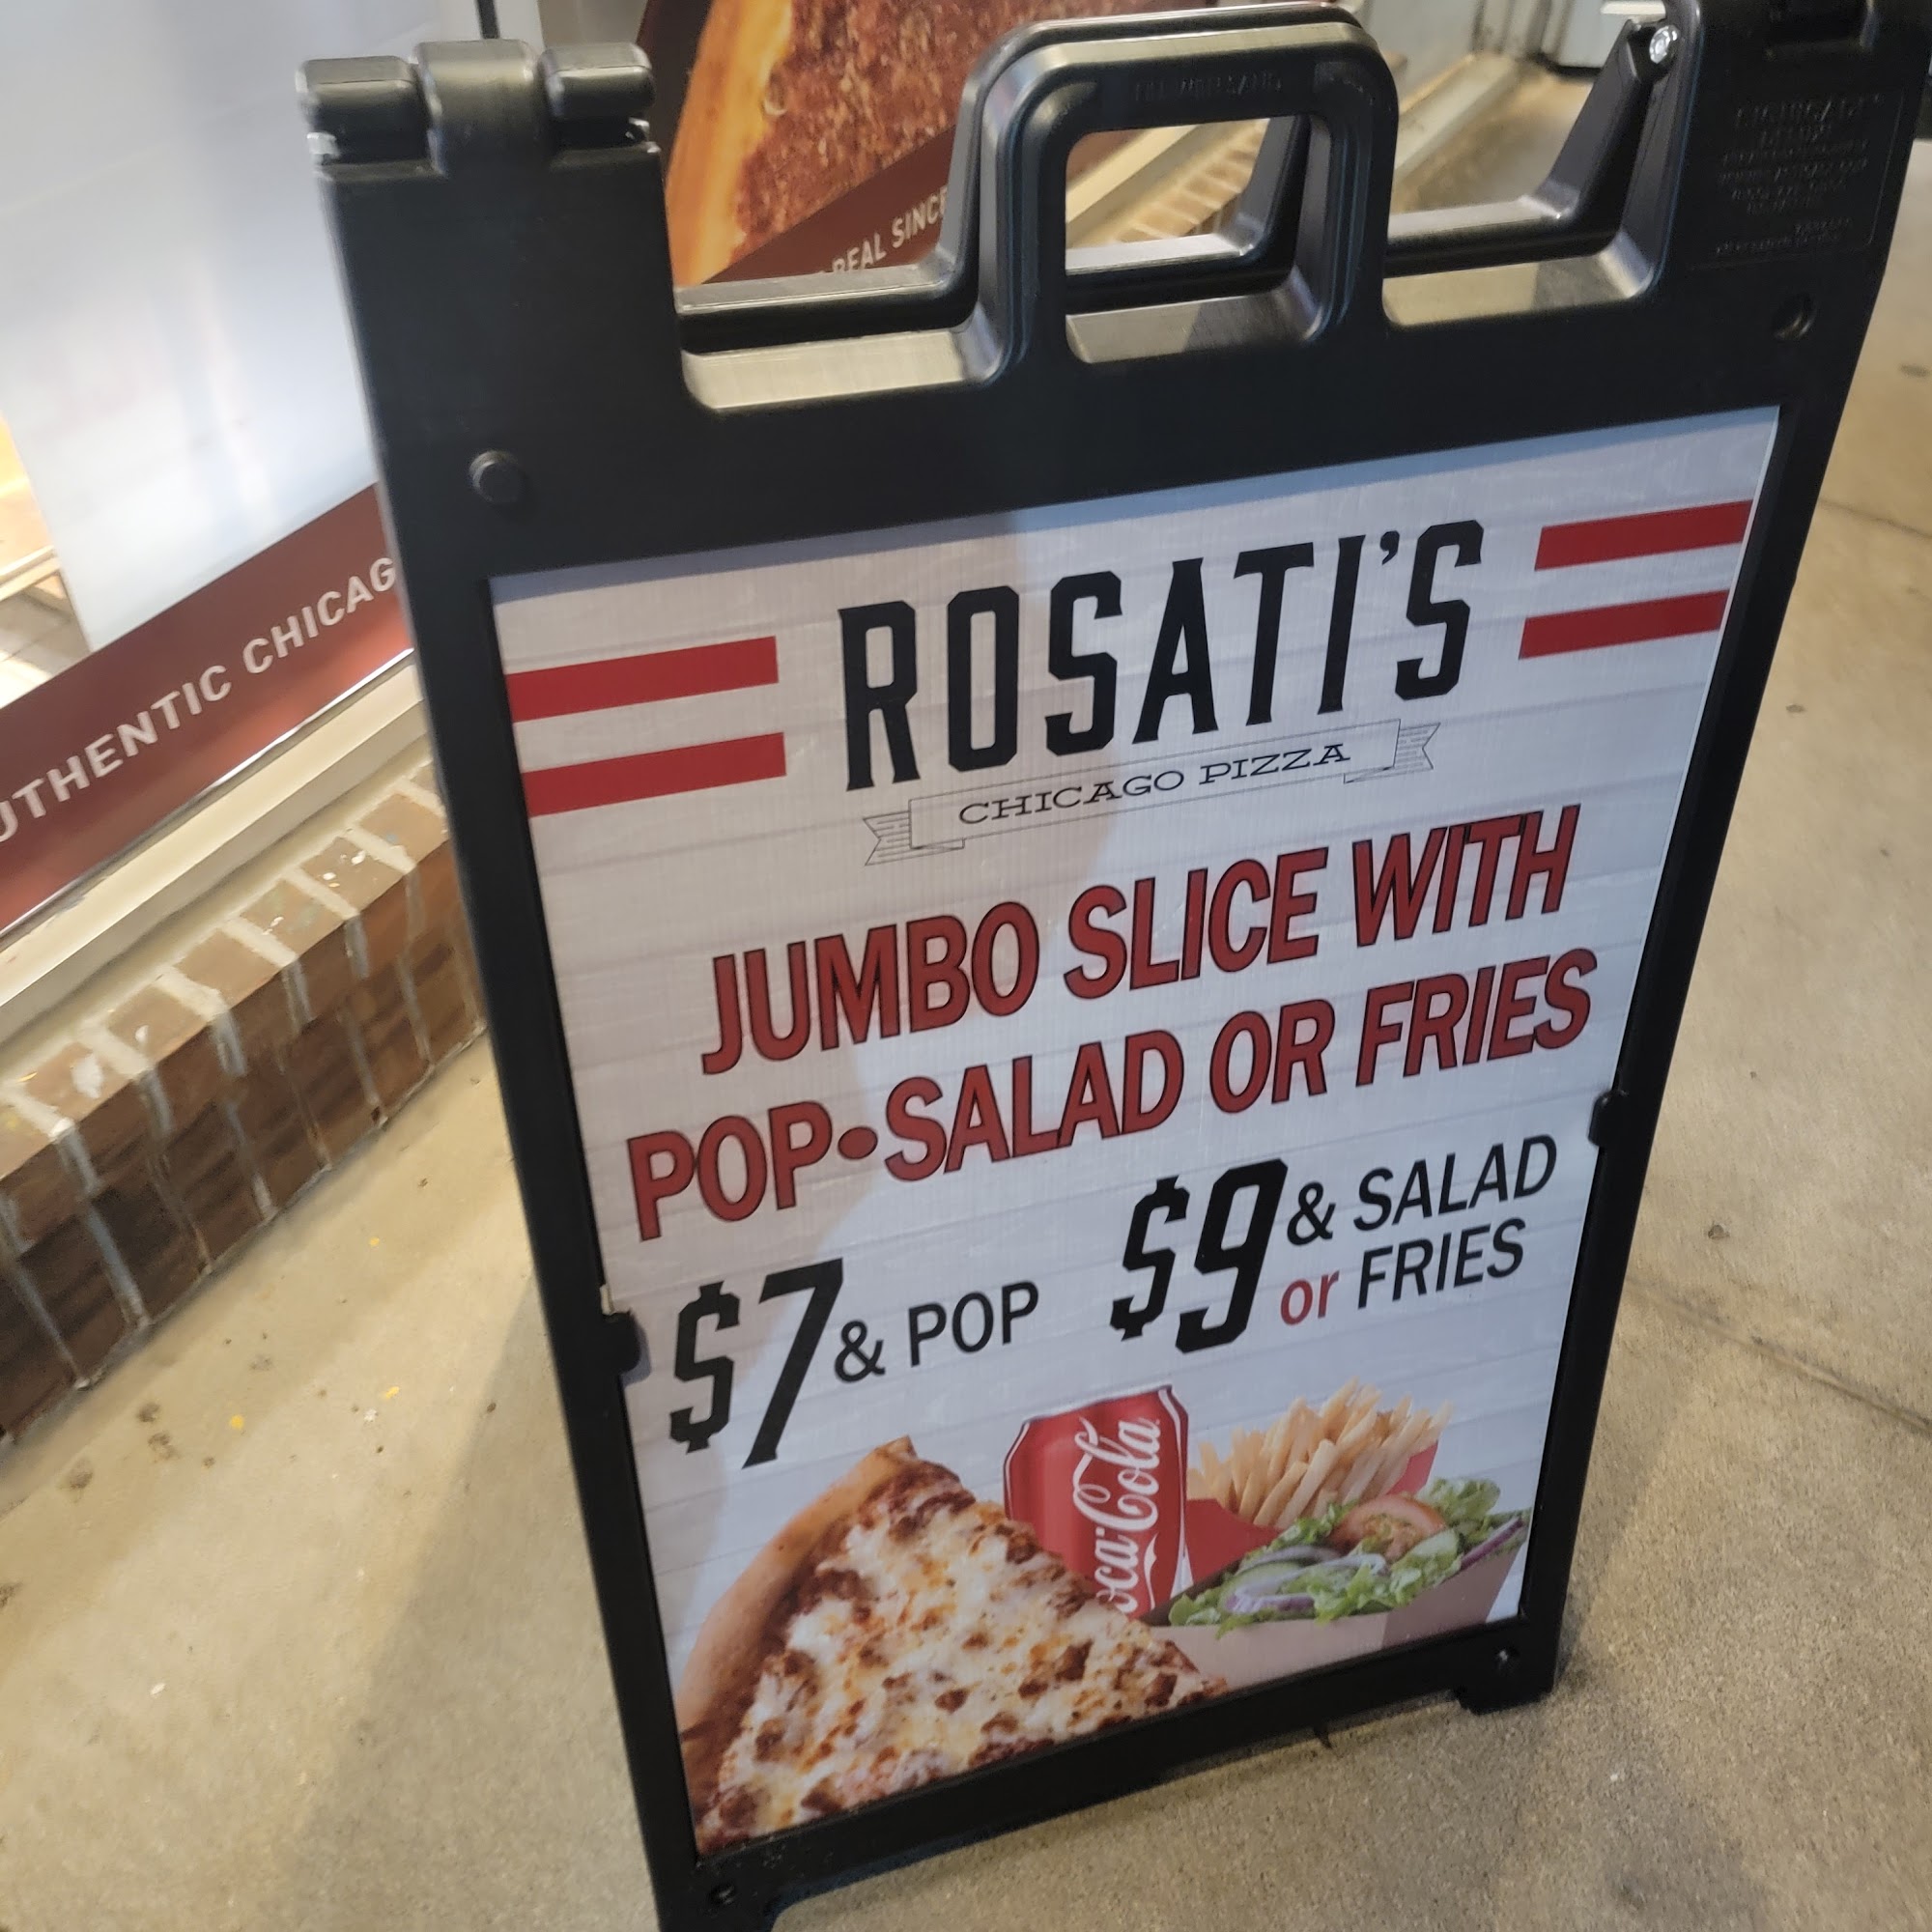 REAL SINCE
AUTHENTIC CHICAG
ROSATI'S
CHICAGO PIZZA
JUMBO SLICE WITH
POP•SALAD OR FRIES
$7 & POP
$9 & SALAD
or FRIES
Coca-Cola